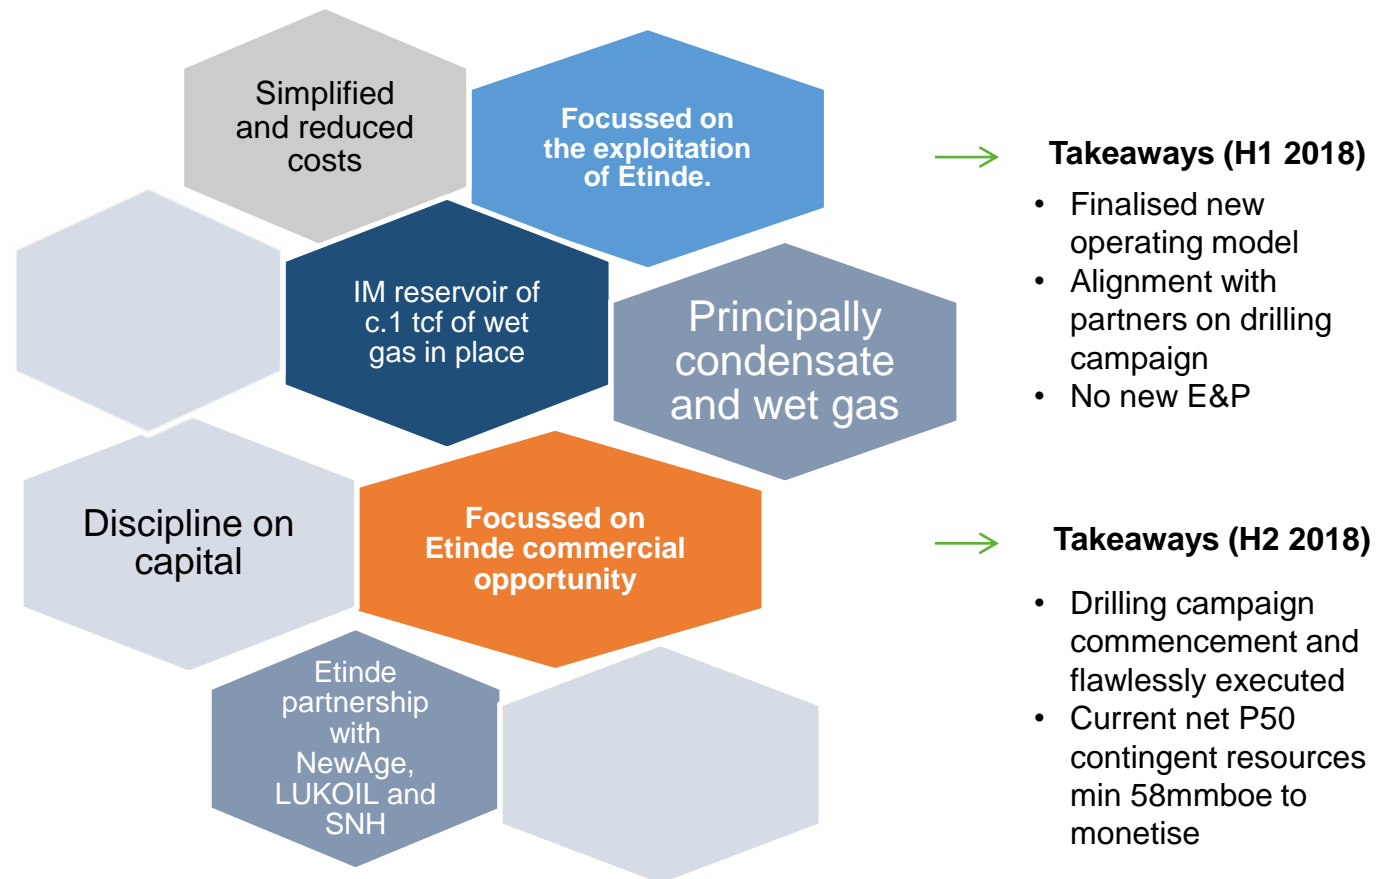 Simplified
and reduced
costs
Focussed on
the exploitation
of Etinde.
IM reservoir of
c.1 tcf of wet
gas in place
Principally
condensate
and wet gas
Discipline on
capital
Focussed on
Etinde commercial
opportunity
Etinde
partnership
with
NewAge,
LUKOIL and
SNH
Takeaways (H1 2018)
• Finalised new
operating model
• Alignment with
partners on drilling
campaign
• No new E&P
Takeaways (H2 2018)
• Drilling campaign
commencement and
flawlessly executed
• Current net P50
contingent resources
min 58mmboe to
monetise